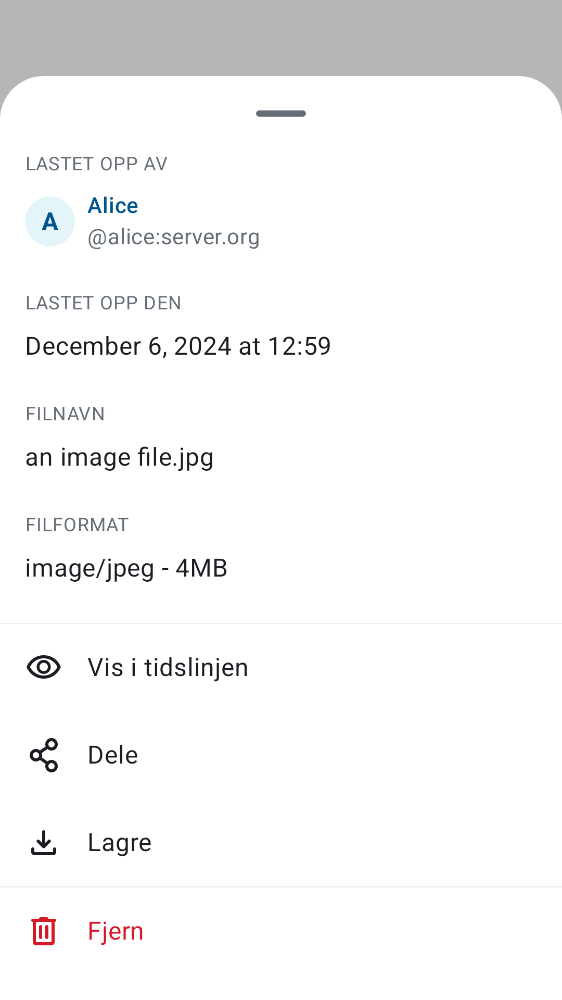 LASTET OPP AV
A
Alice
@alice:server.org
LASTET OPP DEN
December 6, 2024 at 12:59
FILNAVN
an image file.jpg
FILFORMAT
image/jpeg - 4MB
Vis i tidslinjen
Dele
Lagre
Fjern